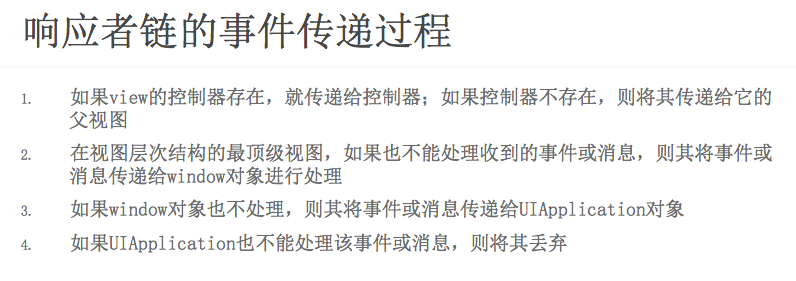 响应者链的事件传递过程
1. 如果view的控制器存在，就传递给控制器；如果控制器不存在，则将其传递给它的
父视图
2. 在视图层次结构的最顶级视图，如果也不能处理收到的事件或消息，则其将事件或
消息传递给window对象进行处理
3. 如果window对象也不处理，则其将事件或消息传递给UIApplication对象
4. 如果UIApplication也不能处理该事件或消息，则将其丢弃